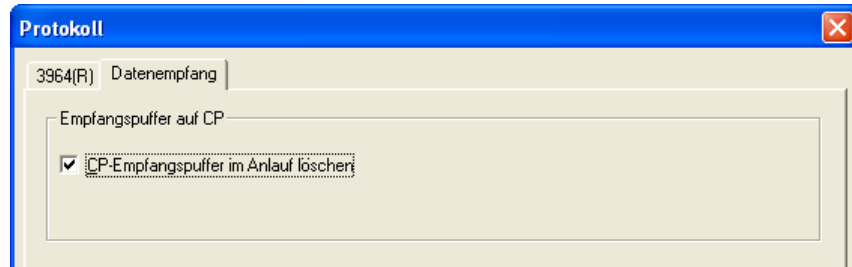 Protokoll
3964(R) Datenempfang
Empfangspuffer auf CP
CP-Empfangspuffer im Anlauf löschen